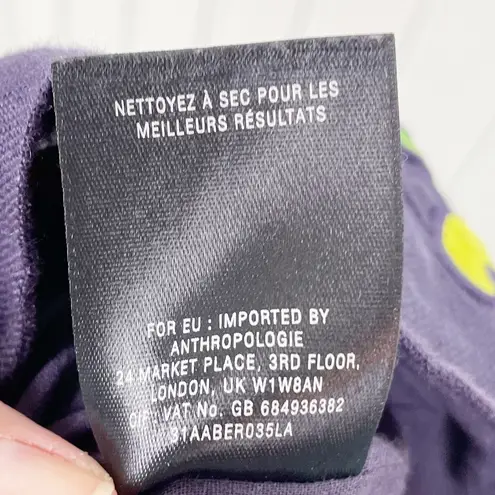 NETTOYEZ À SEC POUR LES
MEILLEURS RÉSULTATS
FOR EU : IMPORTED BY
ANTHROPOLOGIE
24 MARKET PLACE, 3RD FLOOR,
LONDON, UK W1W8AN
VAT No. GB 684936382
91AABER035LA